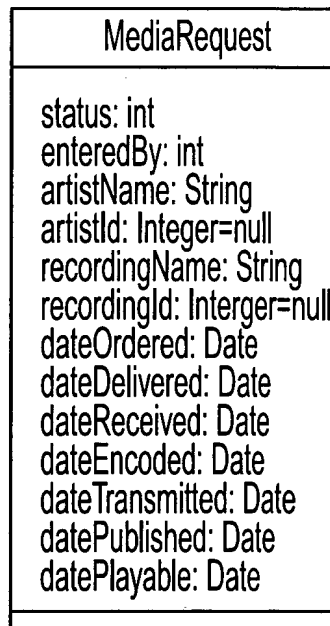 MediaRequest
status: int
enteredBy: int
artistName: String
artistId: Integer=null
recordingName: String
recordingId: Interger=null
dateOrdered: Date
dateDelivered: Date
dateReceived: Date
dateEncoded: Date
dateTransmitted: Date
datePublished: Date
datePlayable: Date